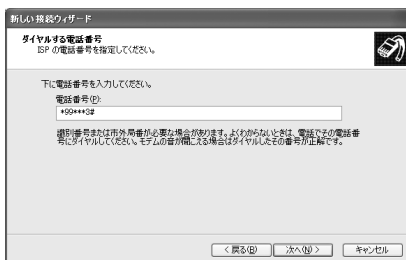 新しい接続ウィザード
ダイヤルする電話番号
ISP の電話番号を指定してください。
下に電話番号を入力してください。
電話番号(P):
*99***3#
識別番号または市外局番が必要な場合があります。よくわからないときは、電話でその電話番
号にダイヤルしてください。モデムの音が聞こえる場合はダイヤルしたその番号が正解です。
< 戻る(B)
次へ(N) >
キャンセル